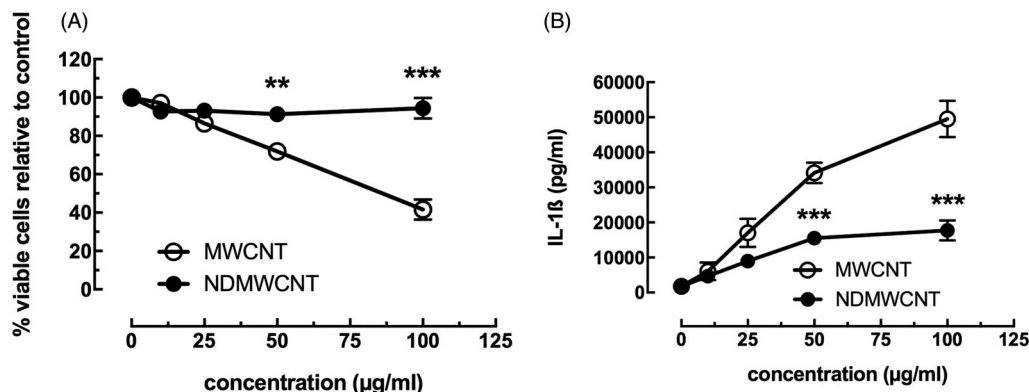 (A)
% viable cells relative to control
120
100
80
60
40
20
0
**
***
MWCNT
NDMWCNT
0 25 50 75 100 125
concentration (µg/ml)
(B)
IL-1ß (pg/ml)
60000
50000
40000
30000
20000
10000
0
***
***
MWCNT
NDMWCNT
0 25 50 75 100 125
concentration (µg/ml)